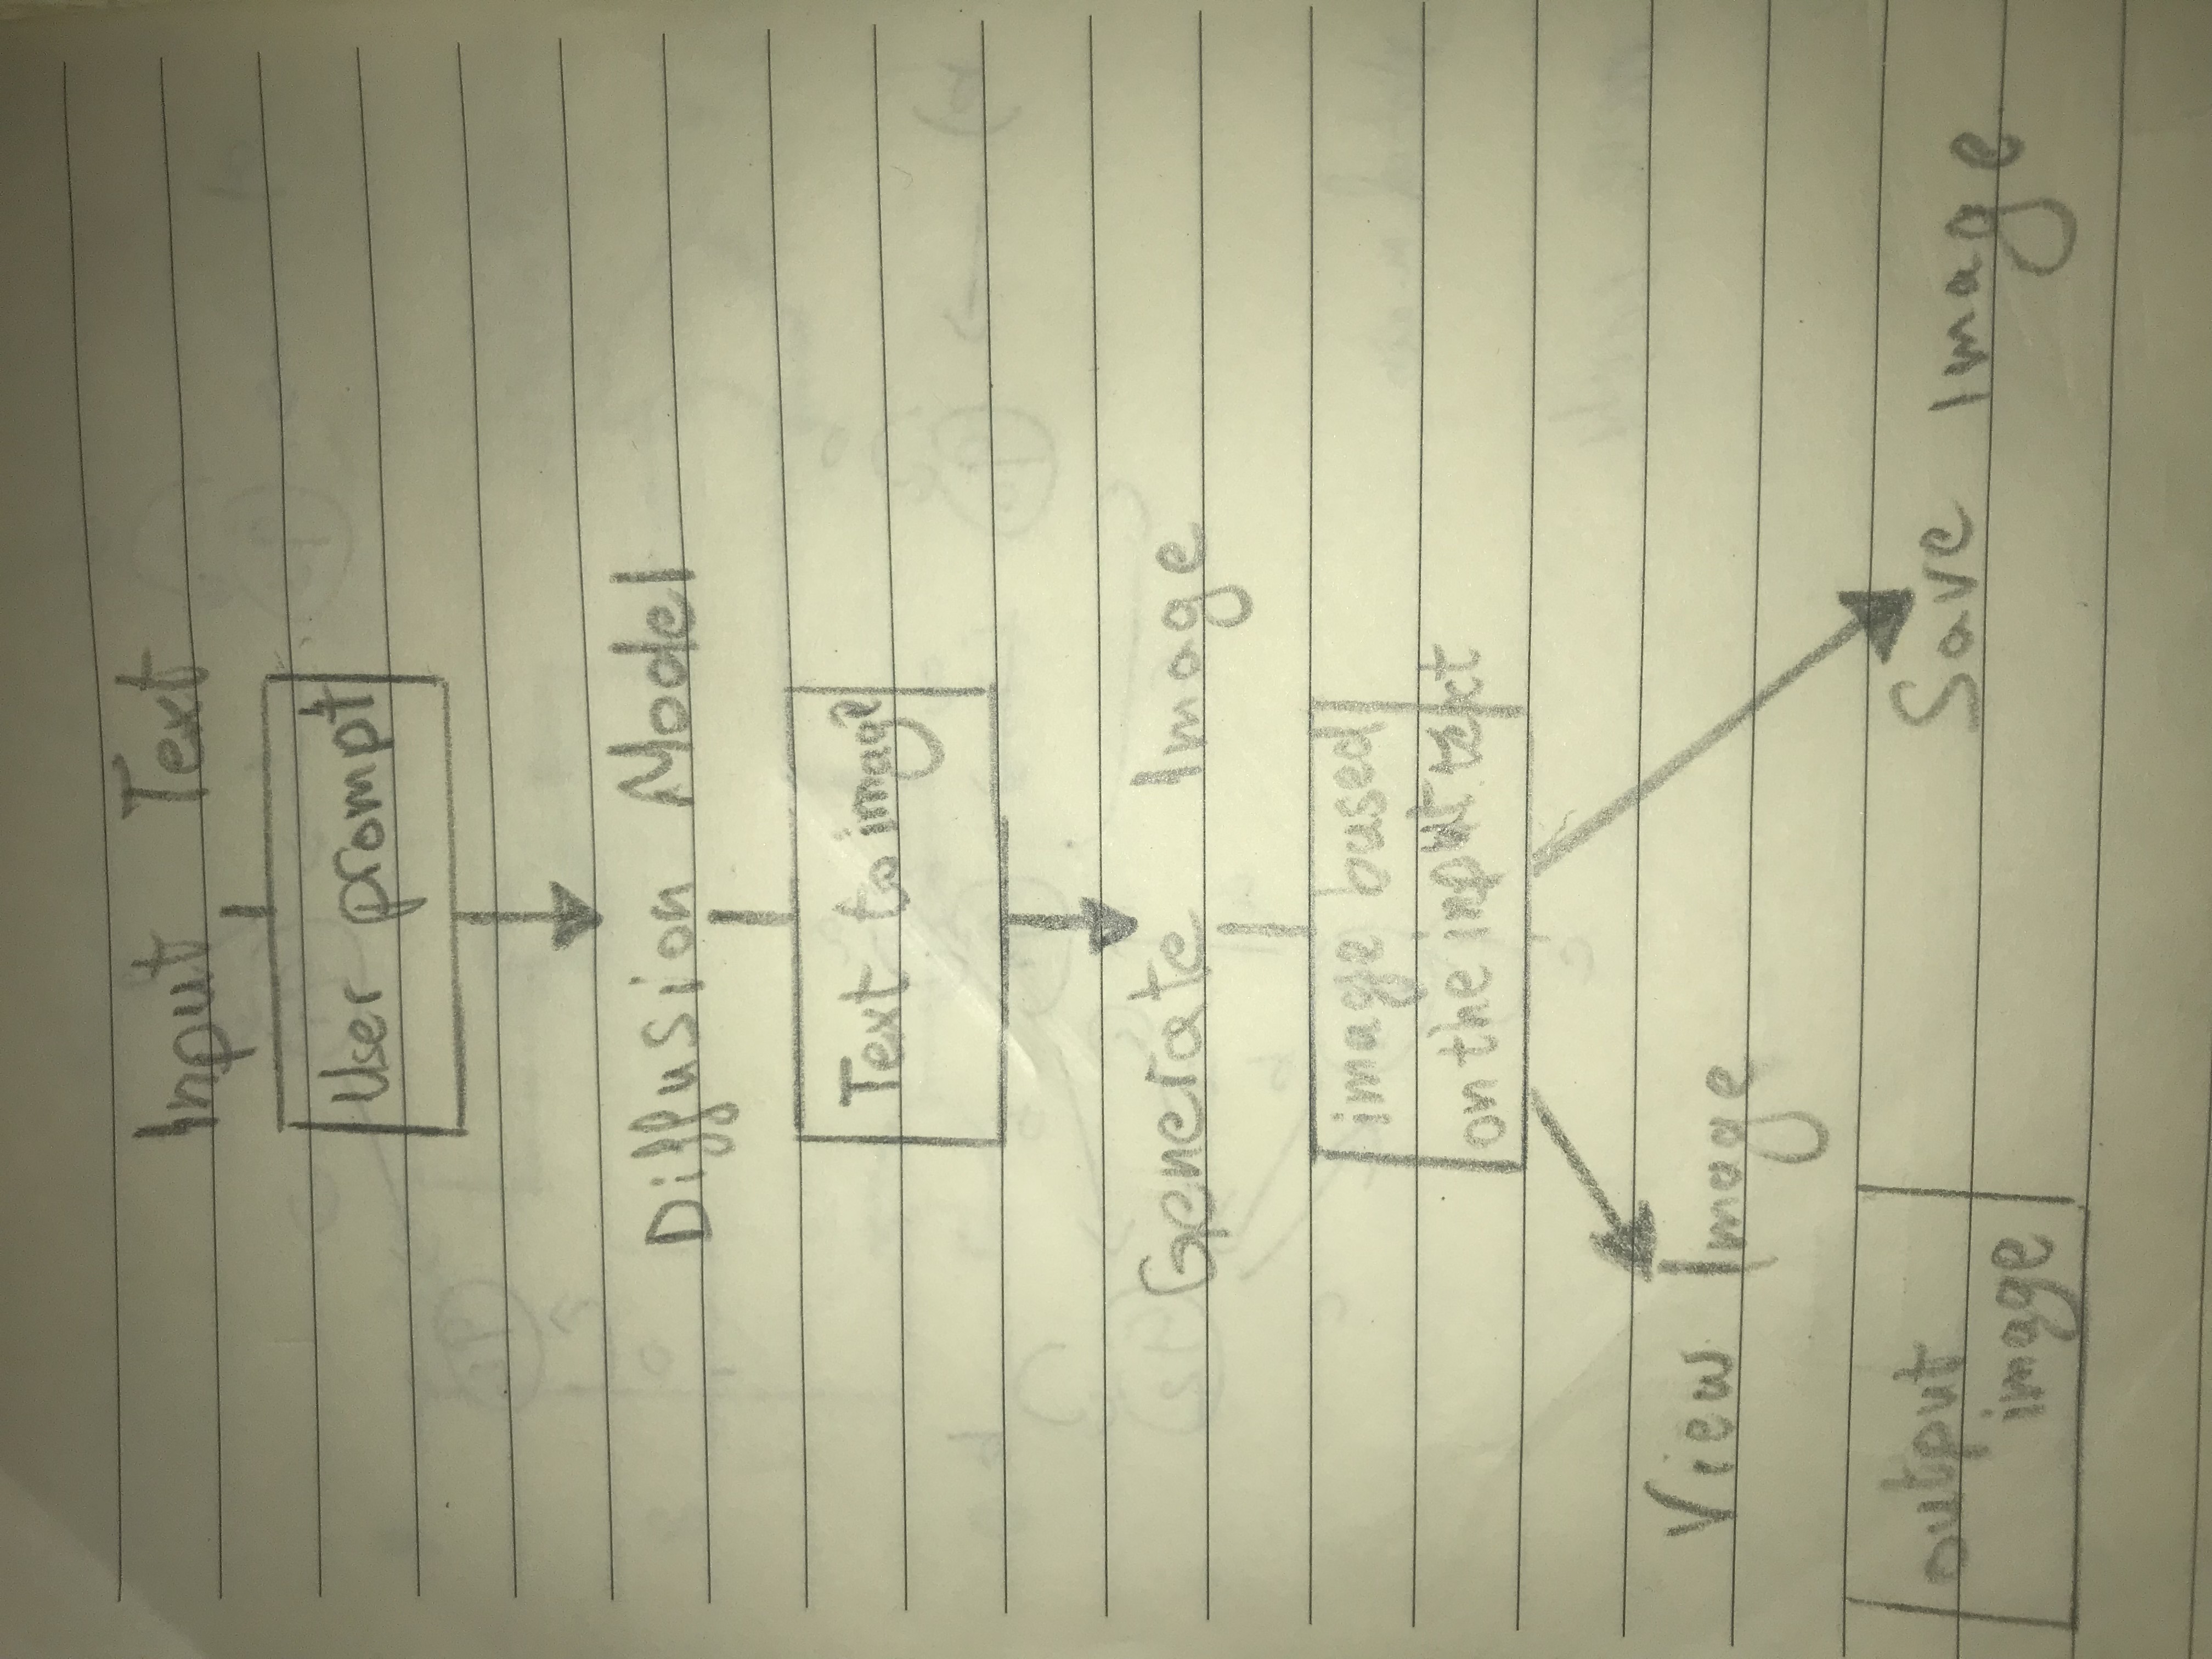 Input Text
User prompt
Diffusion Model
Text to image
Generate Image
image based
on the input text
View Image
Save Image
output
image